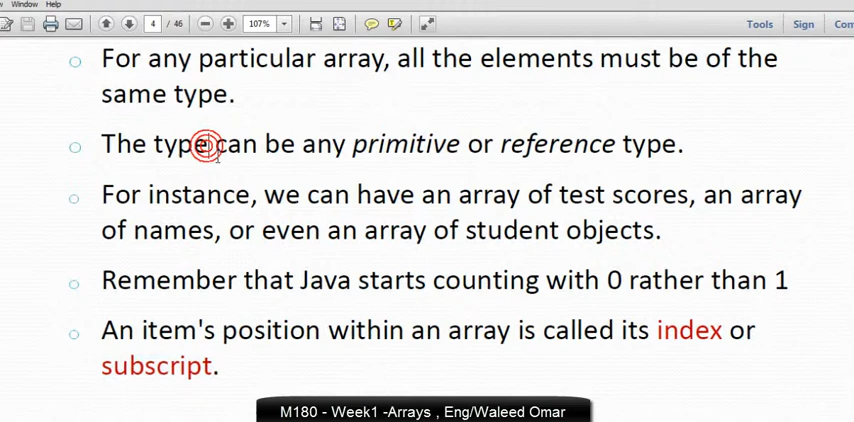 Window Help
4 / 46 107% Tools Sign Comment
For any particular array, all the elements must be of the
same type.
The type can be any primitive or reference type.
For instance, we can have an array of test scores, an array
of names, or even an array of student objects.
Remember that Java starts counting with 0 rather than 1
An item's position within an array is called its index or
subscript.
M180 - Week1 -Arrays , Eng/Waleed Omar